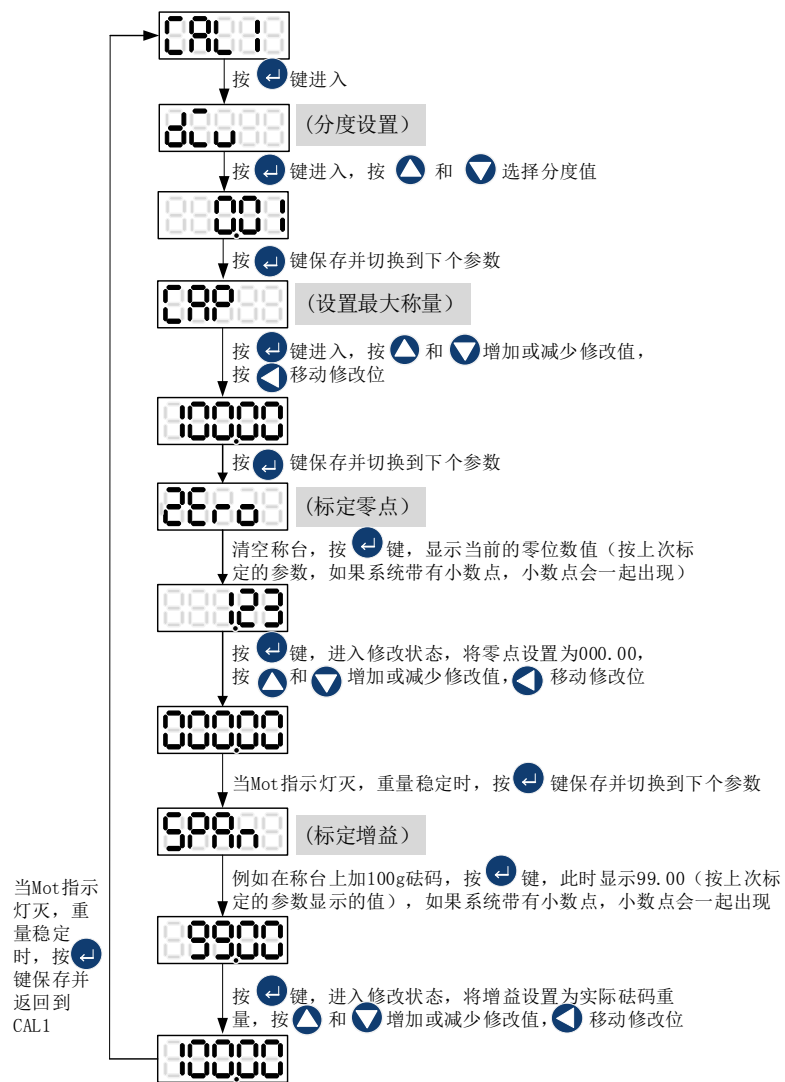 CAL1
按 键进入
dīv
(分度设置)
按 键进入，按 和 选择分度值
0.01
按 键保存并切换到下个参数
CAP
(设置最大称量)
按 键进入，按 和 增加或减少修改值，
按 移动修改位
100.00
按 键保存并切换到下个参数
ZEro
(标定零点)
清空称台，按 键，显示当前的零位数值（按上次标
定的参数，如果系统带有小数点，小数点会一起出现）
1.23
按 键，进入修改状态，将零点设置为000.00，
按 和 增加或减少修改值， 移动修改位
000.00
当Mot指示灯灭，重量稳定时，按 键保存并切换到下个参数
SPAn
(标定增益)
例如在称台上加100g砝码，按 键，此时显示99.00（按上次标
定的参数显示的值），如果系统带有小数点，小数点会一起出现
99.00
按 键，进入修改状态，将增益设置为实际砝码重
量，按 和 增加或减少修改值， 移动修改位
100.00
当Mot指示
灯灭，重
量稳定
时，按
键保存并
返回到
CAL1